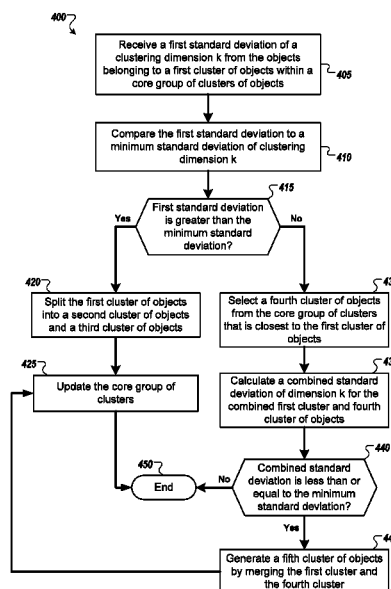 400
Receive a first standard deviation of a
clustering dimension k from the objects
belonging to a first cluster of objects within a
core group of clusters of objects
405
Compare the first standard deviation to a
minimum standard deviation of clustering
dimension k
410
415
First standard deviation
is greater than the
minimum standard
deviation?
Yes
No
420
Split the first cluster of objects
into a second cluster of objects
and a third cluster of objects
Select a fourth cluster of objects
from the core group of clusters
that is closest to the first cluster of
objects
425
Update the core group of
clusters
Calculate a combined standard
deviation of dimension k for the
combined first cluster and fourth
cluster of objects
440
450
End
No
Combined standard
deviation is less than or
equal to the minimum
standard deviation?
Yes
Generate a fifth cluster of objects
by merging the first cluster and
the fourth cluster